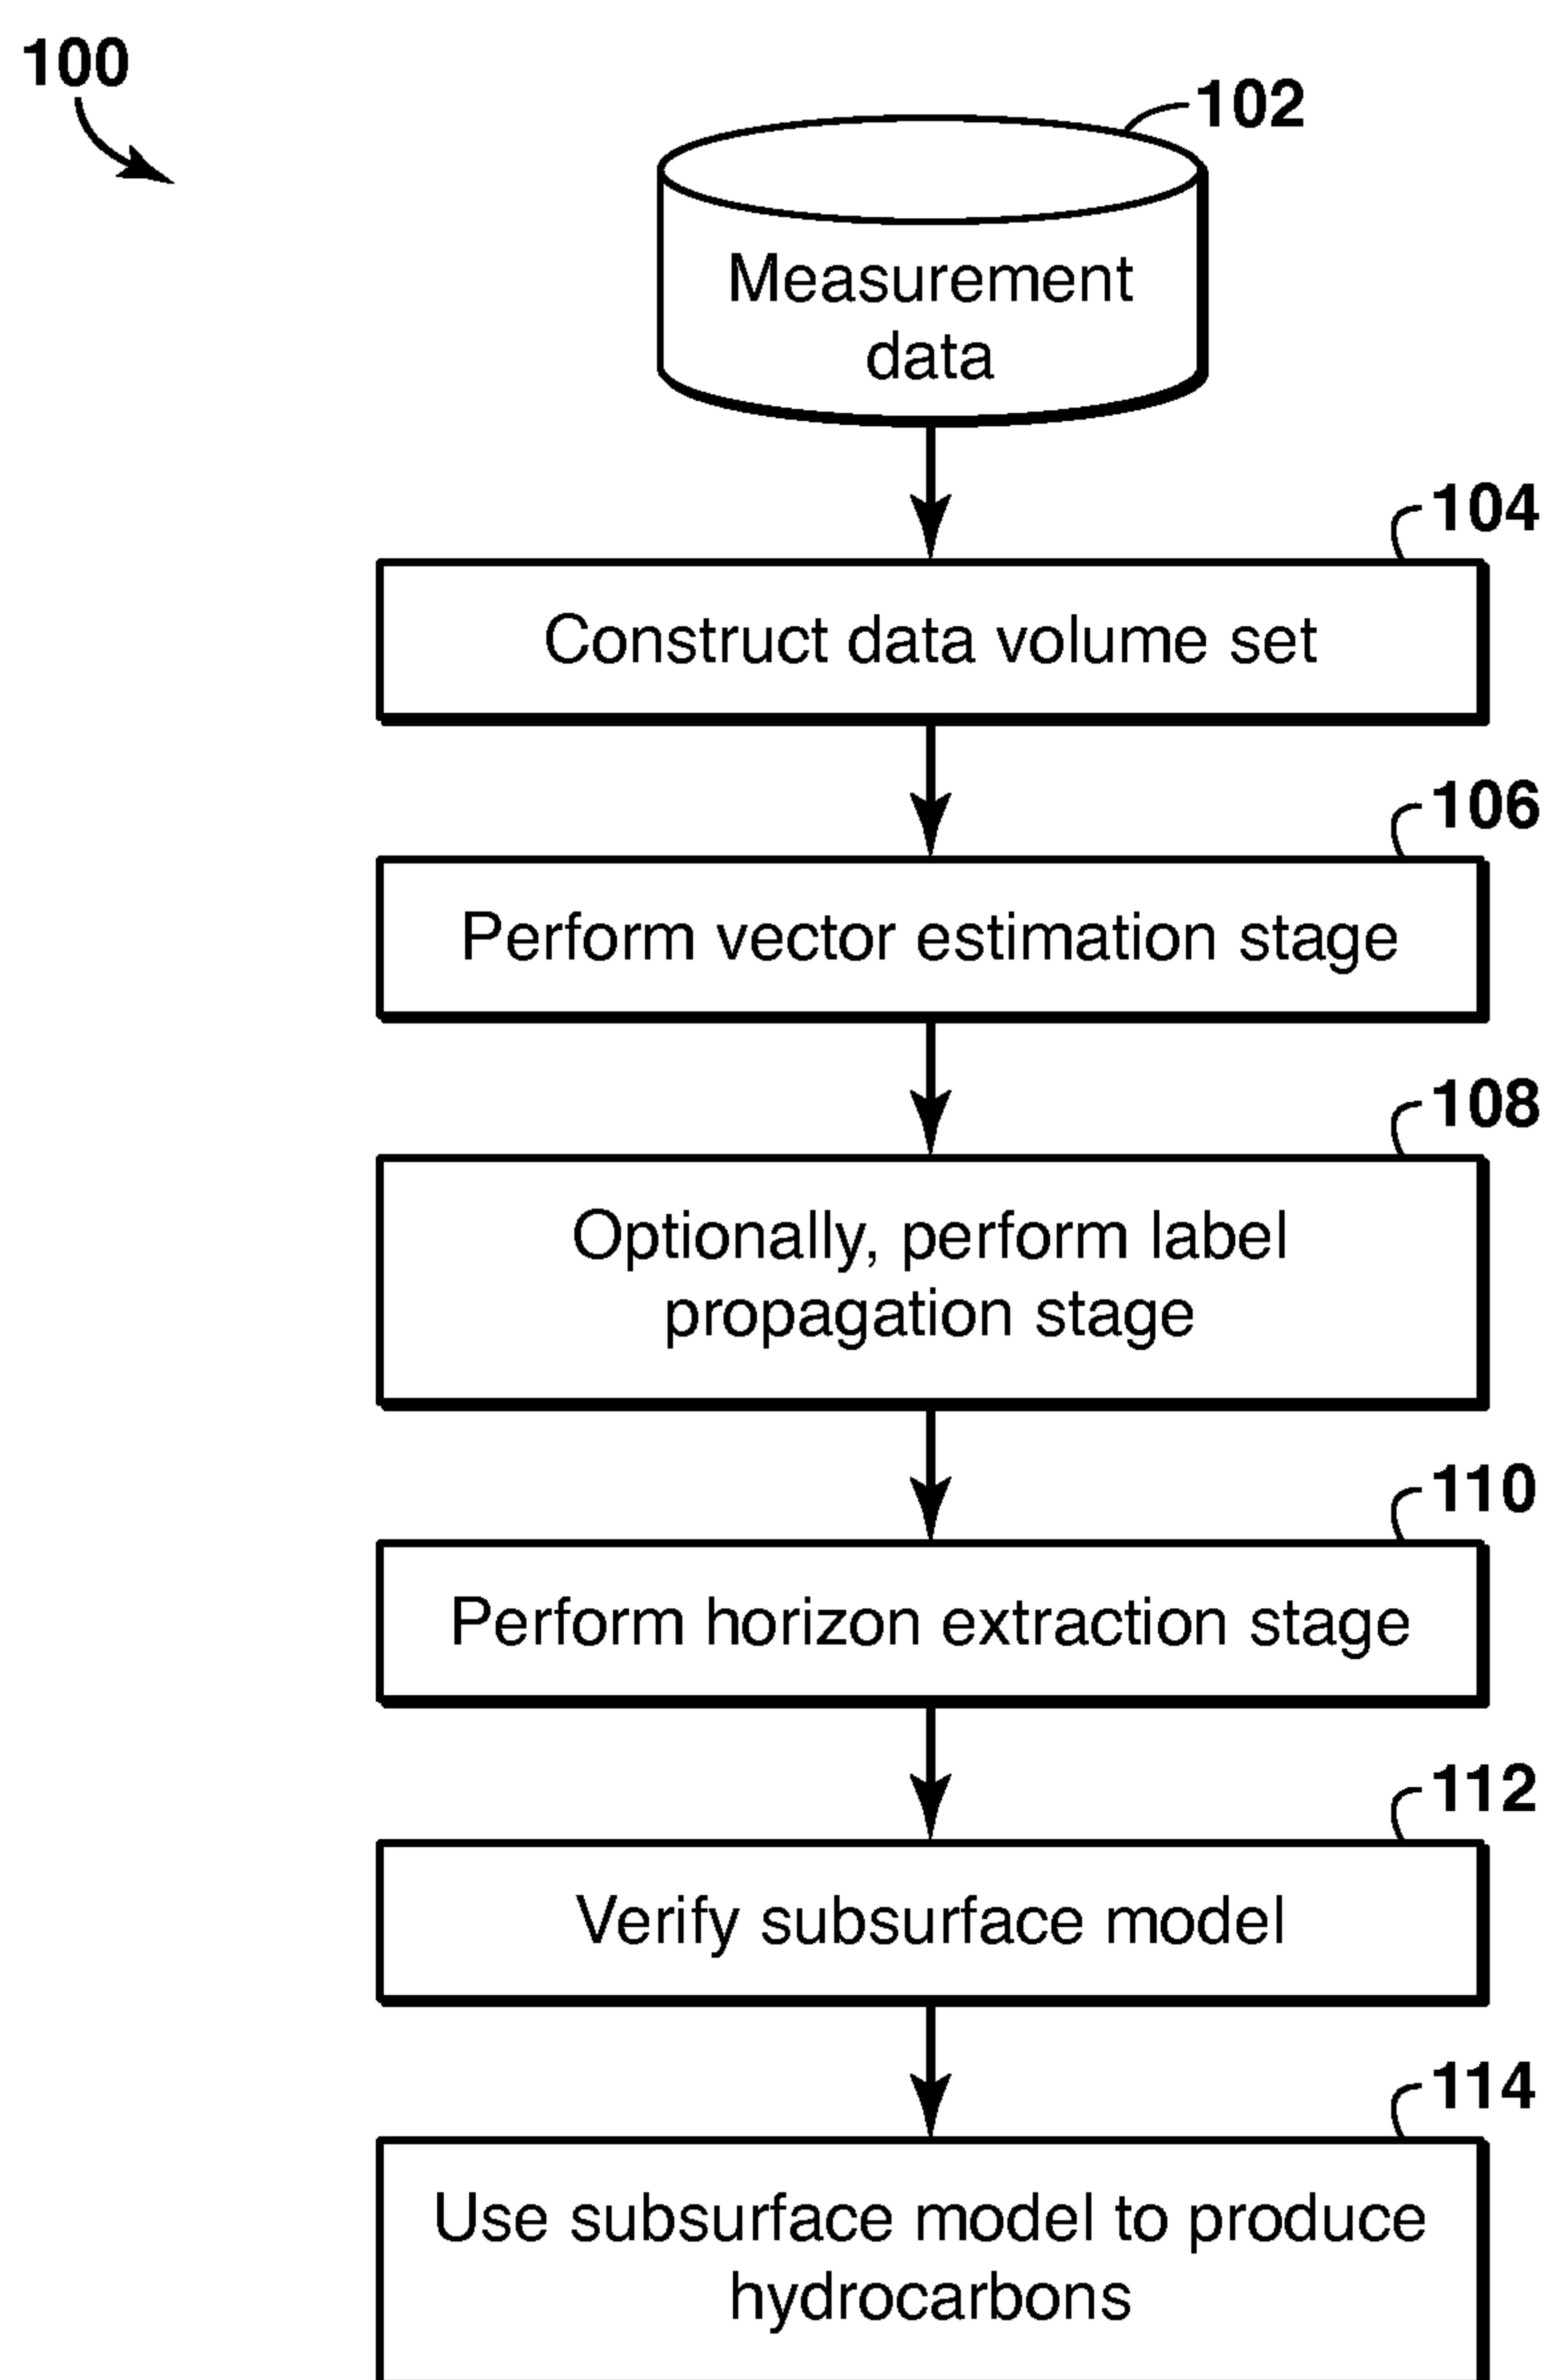 100
102
Measurement
data
104
Construct data volume set
106
Perform vector estimation stage
108
Optionally, perform label
propagation stage
110
Perform horizon extraction stage
112
Verify subsurface model
114
Use subsurface model to produce
hydrocarbons